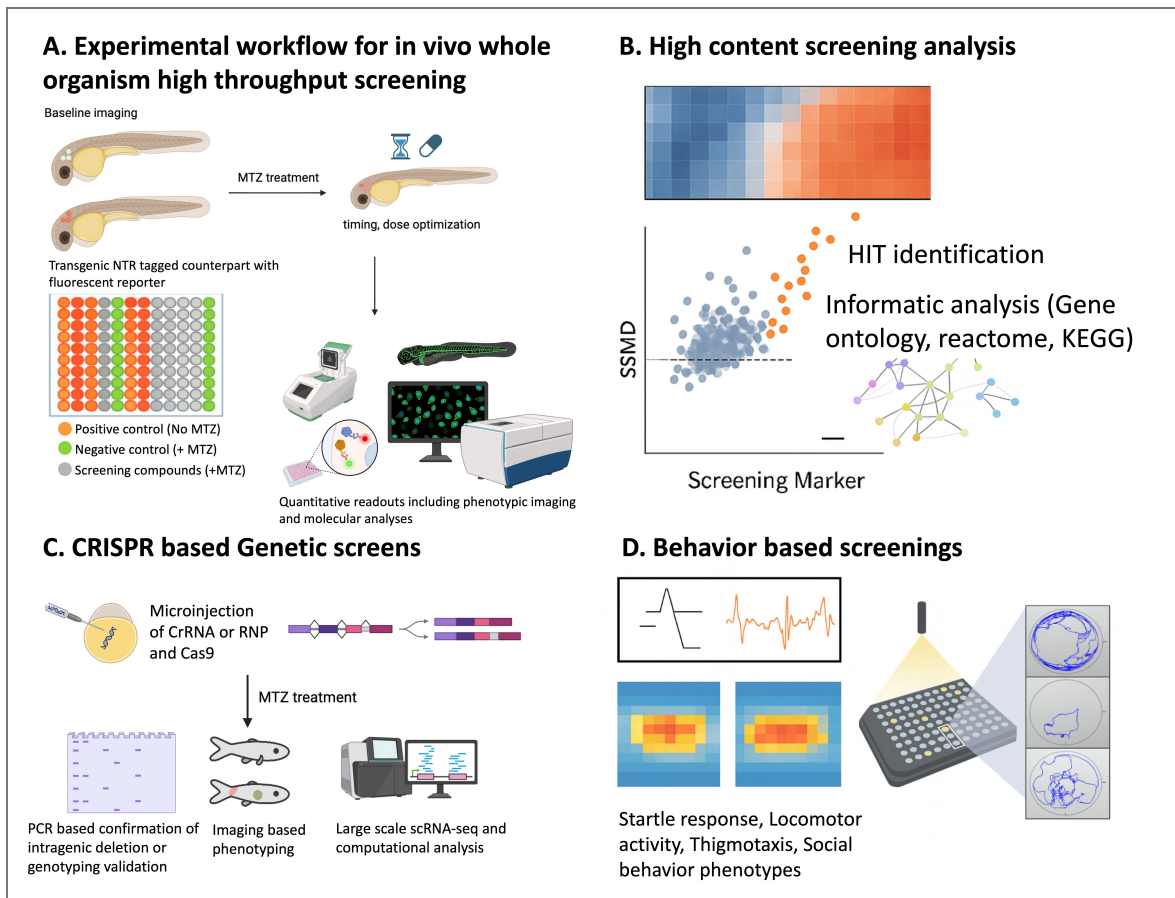 A. Experimental workflow for in vivo whole
organism high throughput screening
Baseline imaging
MTZ treatment
timing, dose optimization
Transgenic NTR tagged counterpart with
fluorescent reporter
Positive control (No MTZ)
Negative control (+ MTZ)
Screening compounds (+MTZ)
Quantitative readouts including phenotypic imaging
and molecular analyses
B. High content screening analysis
HIT identification
Informatic analysis (Gene
ontology, reactome, KEGG)
SSMD
Screening Marker
C. CRISPR based Genetic screens
Microinjection
of CrRNA or RNP
and Cas9
MTZ treatment
PCR based confirmation of
intragenic deletion or
genotyping validation
Imaging based
phenotyping
Large scale scRNA-seq and
computational analysis
D. Behavior based screenings
Startle response, Locomotor
activity, Thigmotaxis, Social
behavior phenotypes